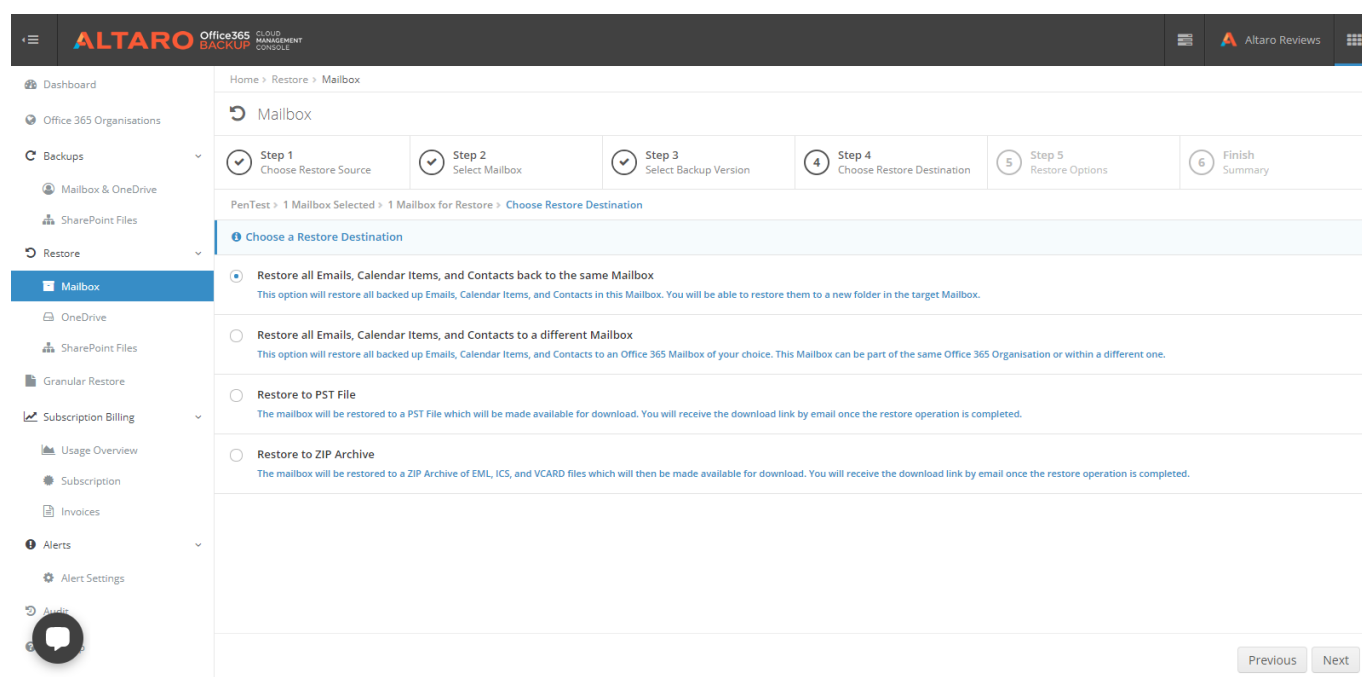 ALTARO Office365 BACKUP CLOUD MANAGEMENT CONSOLE
Altaro Reviews
Dashboard
Office 365 Organisations
Backups
Mailbox & OneDrive
SharePoint Files
Restore
Mailbox
OneDrive
SharePoint Files
Granular Restore
Subscription Billing
Usage Overview
Subscription
Invoices
Alerts
Alert Settings
Audit
Home > Restore > Mailbox
Mailbox
Step 1
Choose Restore Source
Step 2
Select Mailbox
Step 3
Select Backup Version
4
Step 4
Choose Restore Destination
5
Step 5
Restore Options
6
Finish
Summary
PenTest > 1 Mailbox Selected > 1 Mailbox for Restore > Choose Restore Destination
Choose a Restore Destination
Restore all Emails, Calendar Items, and Contacts back to the same Mailbox
This option will restore all backed up Emails, Calendar Items, and Contacts in this Mailbox. You will be able to restore them to a new folder in the target Mailbox.
Restore all Emails, Calendar Items, and Contacts to a different Mailbox
This option will restore all backed up Emails, Calendar Items, and Contacts to an Office 365 Mailbox of your choice. This Mailbox can be part of the same Office 365 Organisation or within a different one.
Restore to PST File
The mailbox will be restored to a PST File which will be made available for download. You will receive the download link by email once the restore operation is completed.
Restore to ZIP Archive
The mailbox will be restored to a ZIP Archive of EML, ICS, and VCARD files which will then be made available for download. You will receive the download link by email once the restore operation is completed.
Previous
Next